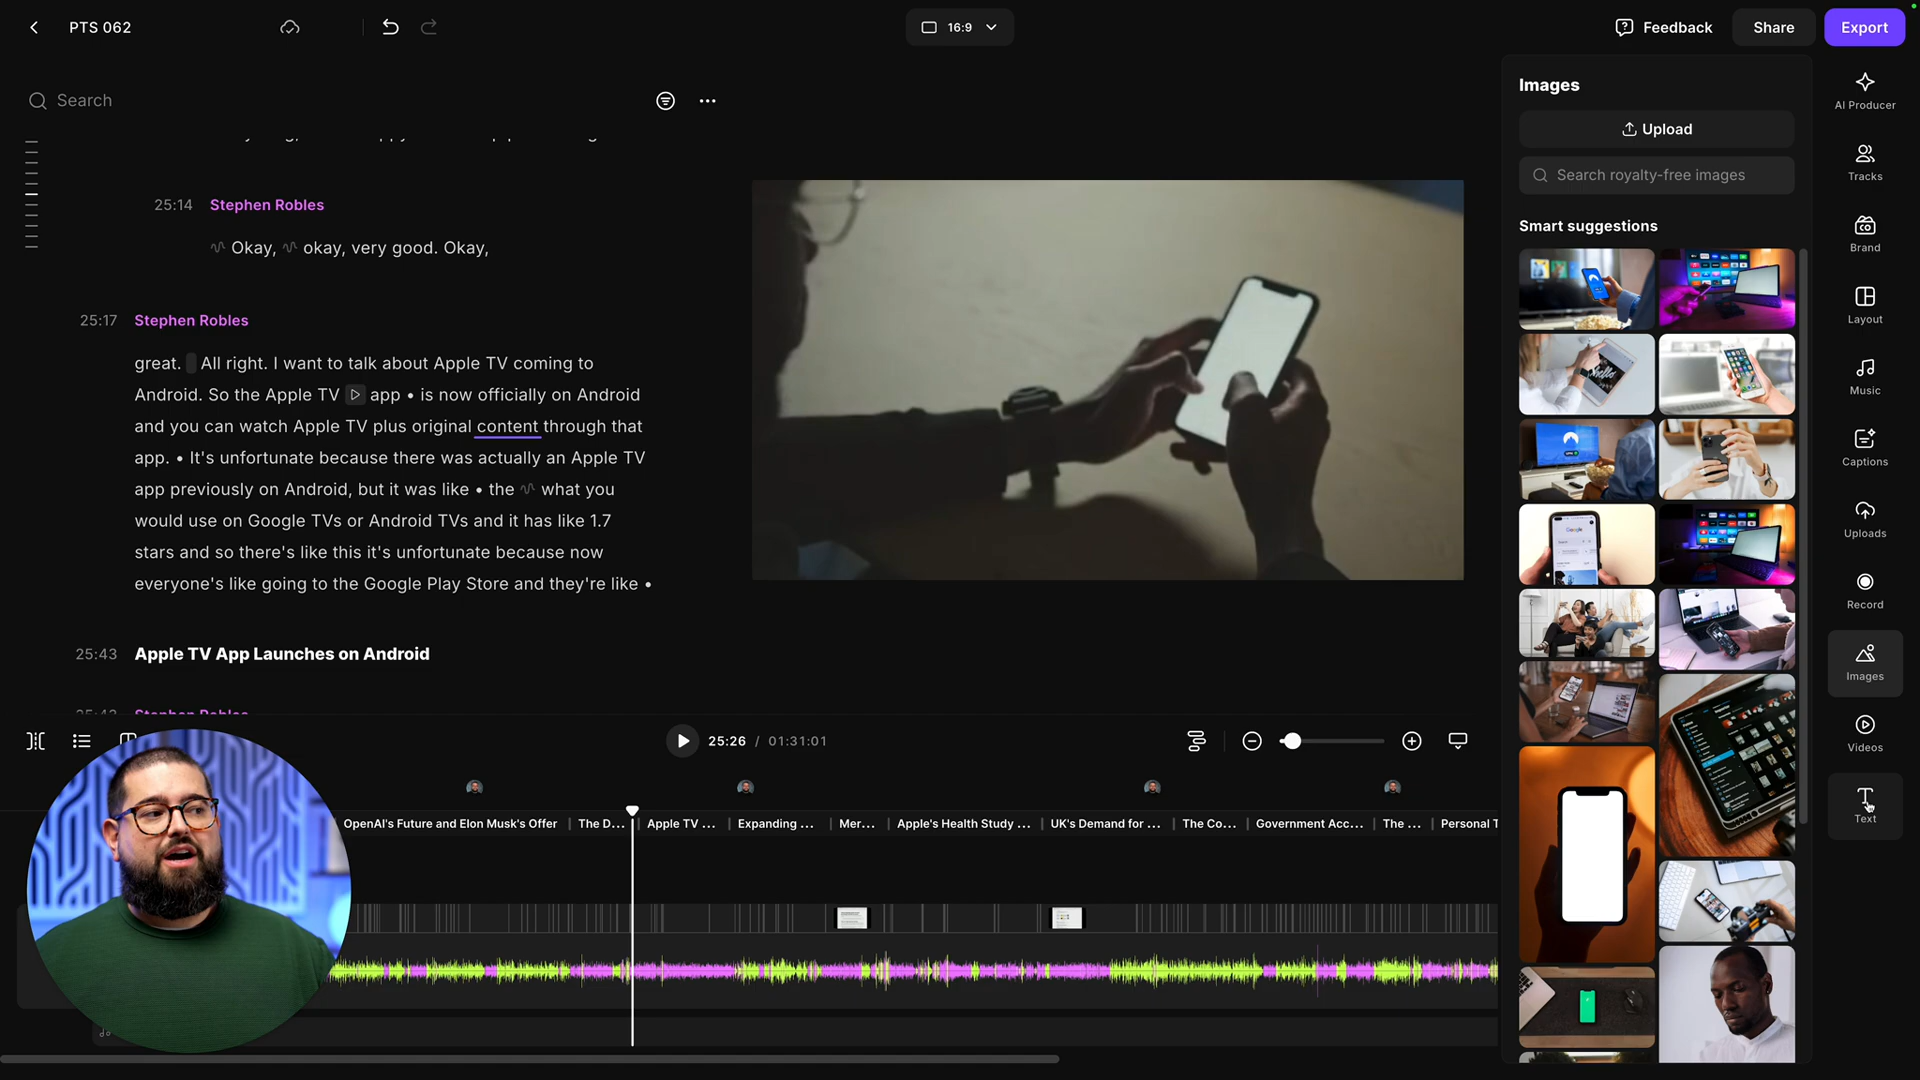 PTS 062
16:9
Feedback
Share
Export
Search
25:14 Stephen Robles
Okay, okay, very good. Okay,
25:17 Stephen Robles
great. All right. I want to talk about Apple TV coming to
Android. So the Apple TV app • is now officially on Android
and you can watch Apple TV plus original content through that
app. • It's unfortunate because there was actually an Apple TV
app previously on Android, but it was like • the what you
would use on Google TVs or Android TVs and it has like 1.7
stars and so there's like this it's unfortunate because now
everyone's like going to the Google Play Store and they're like •
25:43 Apple TV App Launches on Android
25:43 Stephen Robles
Images
Upload
Search royalty-free images
Smart suggestions
hello
Google
AI Producer
Tracks
Brand
Layout
Music
Captions
Uploads
Record
Images
Videos
Text
25:26 / 01:31:01
OpenAI's Future and Elon Musk's Offer
The D...
Apple TV ...
Expanding ...
Mer...
Apple's Health Study ...
UK's Demand for ...
The Co...
Government Acc...
The ...
Personal T